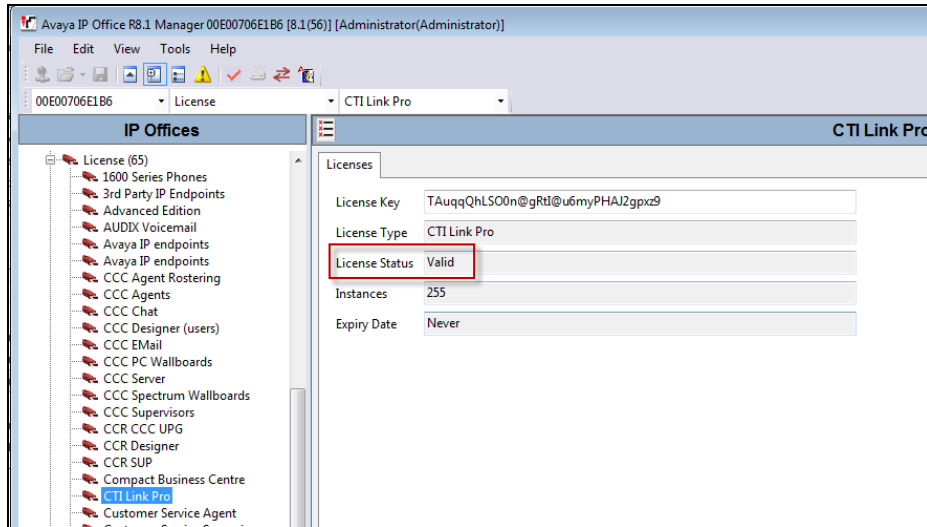 Avaya IP Office R8.1 Manager 00E00706E1B6 [8.1(56)] [Administrator(Administrator)]
File Edit View Tools Help
00E00706E1B6 License CTI Link Pro
IP Offices
CTI Link Pro
License (65)
1600 Series Phones
3rd Party IP Endpoints
Advanced Edition
AUDIX Voicemail
Avaya IP endpoints
Avaya IP endpoints
CCC Agent Rostering
CCC Agents
CCC Chat
CCC Designer (users)
CCC EMail
CCC PC Wallboards
CCC Server
CCC Spectrum Wallboards
CCC Supervisors
CCR CCC UPG
CCR Designer
CCR SUP
Compact Business Centre
CTI Link Pro
Customer Service Agent
Licenses
License Key TAuqqQhLSO0n@gRtI@u6myPHAJ2gpxz9
License Type CTI Link Pro
License Status Valid
Instances 255
Expiry Date Never